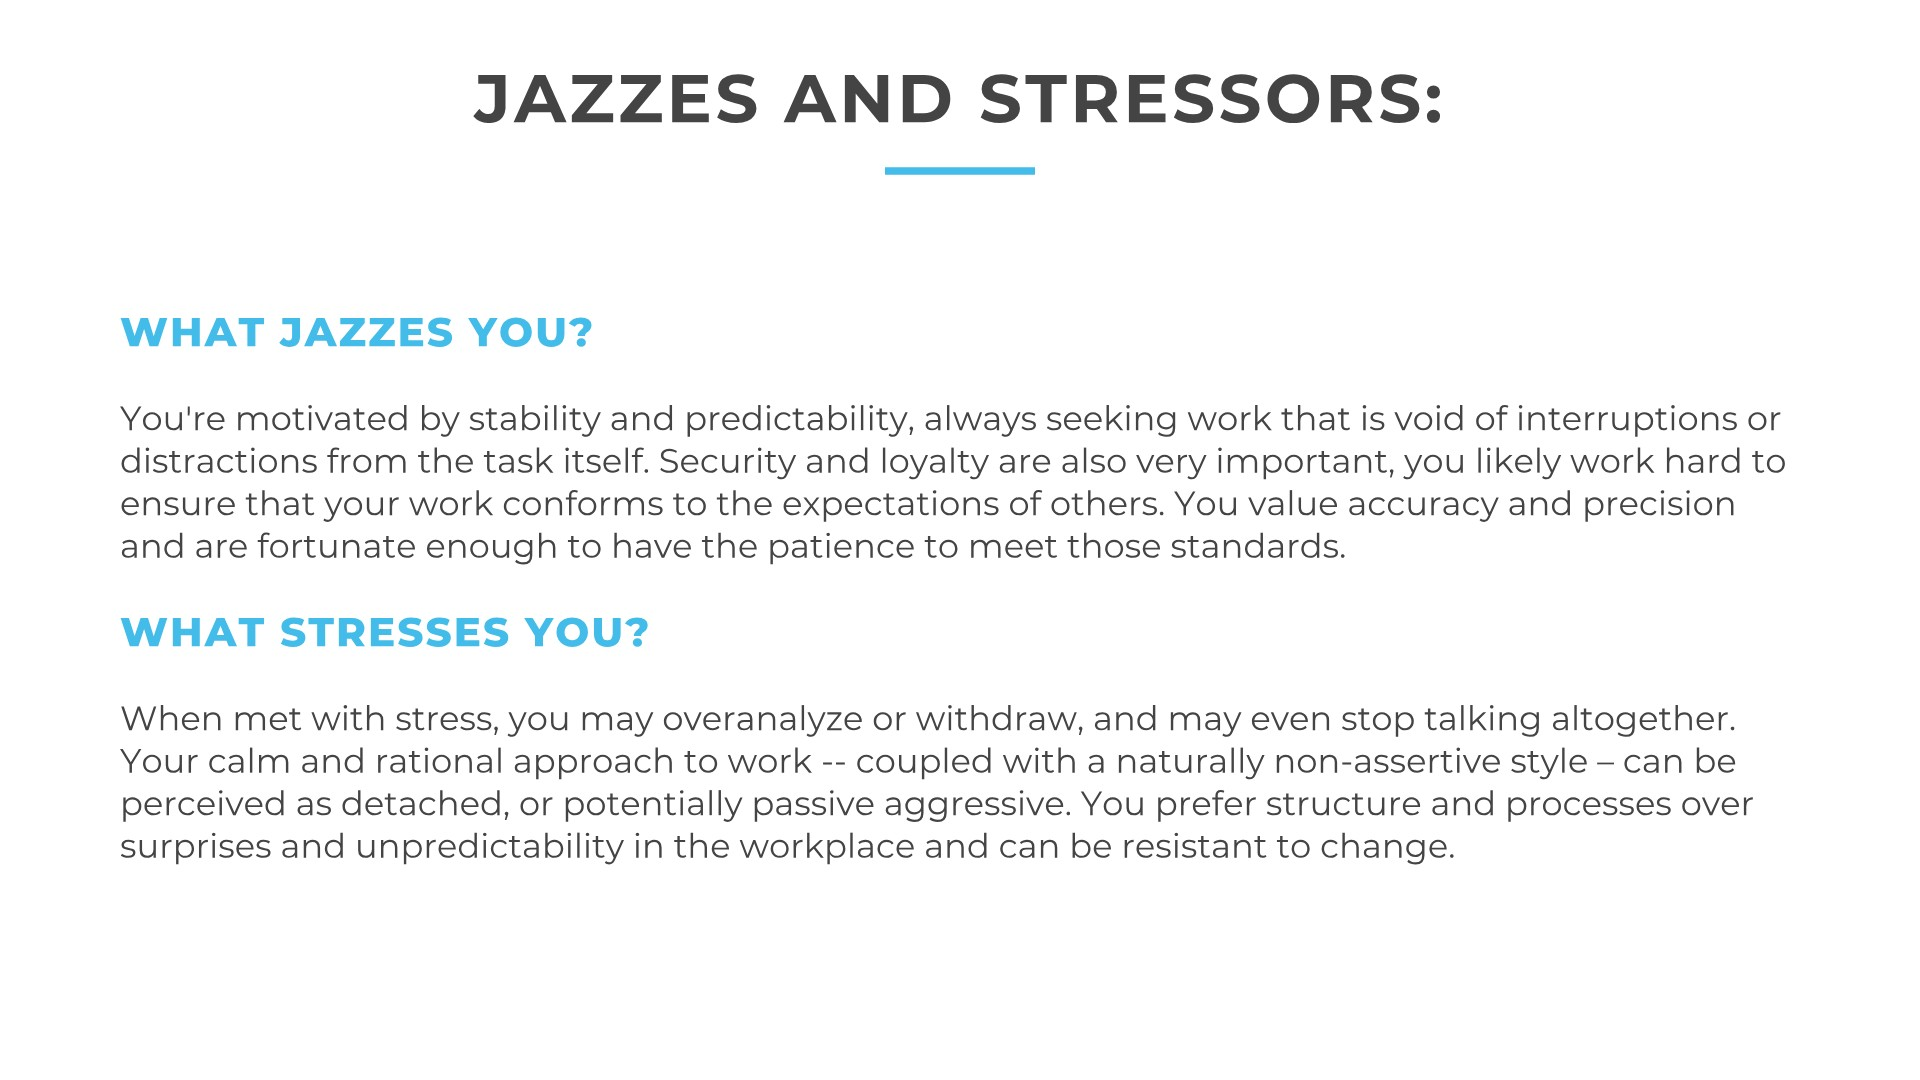 JAZZES AND STRESSORS:
WHAT JAZZES YOU?
You're motivated by stability and predictability, always seeking work that is void of interruptions or
distractions from the task itself. Security and loyalty are also very important, you likely work hard to
ensure that your work conforms to the expectations of others. You value accuracy and precision
and are fortunate enough to have the patience to meet those standards.
WHAT STRESSES YOU?
When met with stress, you may overanalyze or withdraw, and may even stop talking altogether.
Your calm and rational approach to work -- coupled with a naturally non-assertive style – can be
perceived as detached, or potentially passive aggressive. You prefer structure and processes over
surprises and unpredictability in the workplace and can be resistant to change.